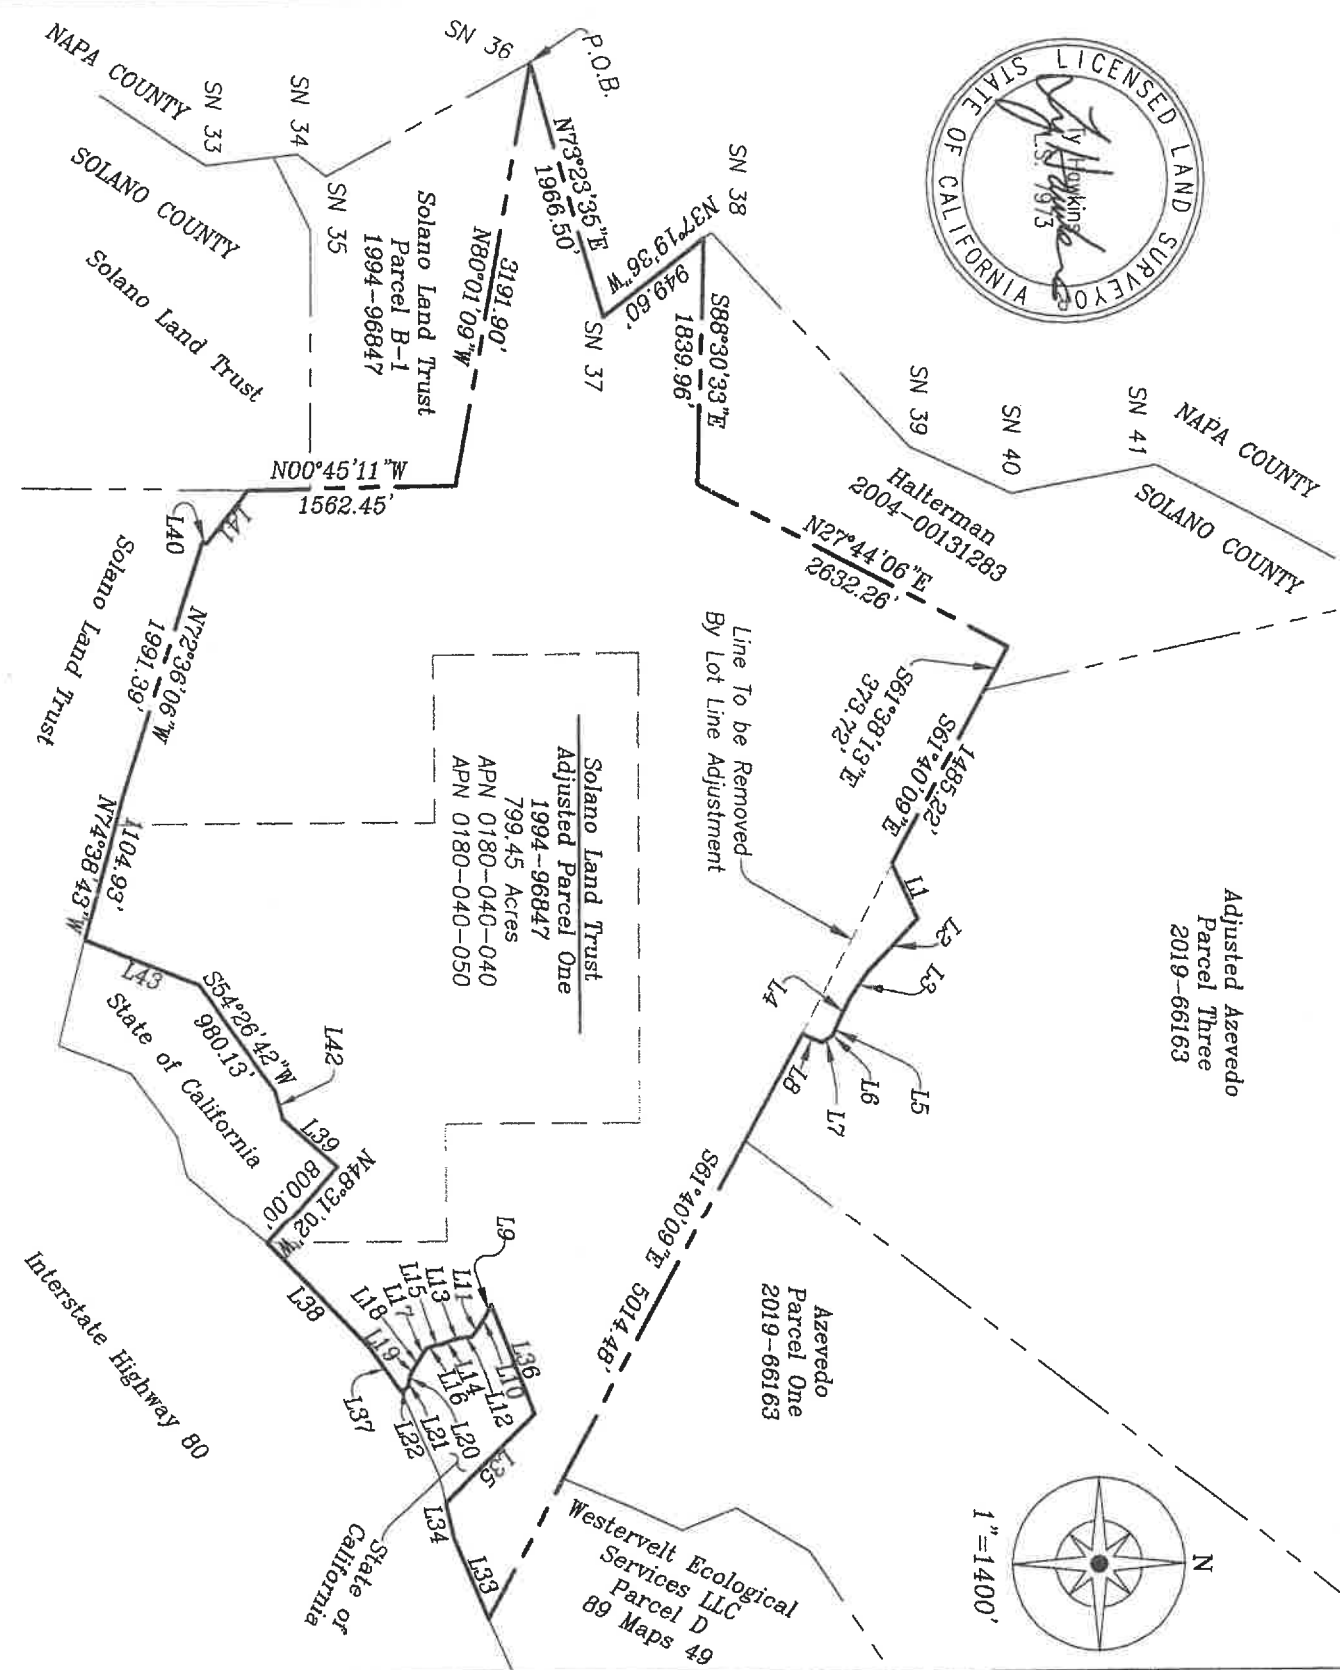 LICENSED LAND SURVEYOR
STATE OF CALIFORNIA
Ty Hawkins
L.S. 7973
NAPA COUNTY
SOLANO COUNTY
SN 41
SN 40
SN 39
SN 38
SN 37
SN 36
P.O.B.
SN 35
SN 34
SN 33
NAPA COUNTY
SOLANO COUNTY
Solano Land Trust
Halterman
2004-00131283
Adjusted Azevedo
Parcel Three
2019-66163
N
1"=1400'
N27°44'06"E
2632.26'
S61°38'13"E
373.72'
1485.22'
S61°40'09"E
L1
L2
L3
L4
L5
L6
L7
L8
Line To be Removed
By Lot Line Adjustment
S88°30'33"E
1839.96'
N37°19'36"W
949.60'
N73°23'35"E
1966.50'
3191.90'
N80°01'09"W
Solano Land Trust
Parcel B-1
1994-96847
Azevedo
Parcel One
2019-66163
S61°40'09"E 5014.48'
Westervelt Ecological
Services LLC
Parcel D
89 Maps 49
Solano Land Trust
Adjusted Parcel One
1994-96847
799.45 Acres
APN 0180-040-040
APN 0180-040-050
N00°45'11"W
1562.45'
L41
L40
N72°36'06"W
1991.39'
Solano Land Trust
1104.93'
N74°38'43"W
L43
S54°26'42"W
980.13'
L42
L39
N48°31'02"W
800.00'
State of California
L38
L9
L36
L10
L11
L12
L13
L14
L15
L16
L17
L18
L19
L20
L21
L22
L37
L35
L34
L33
State of
California
Interstate Highway 80